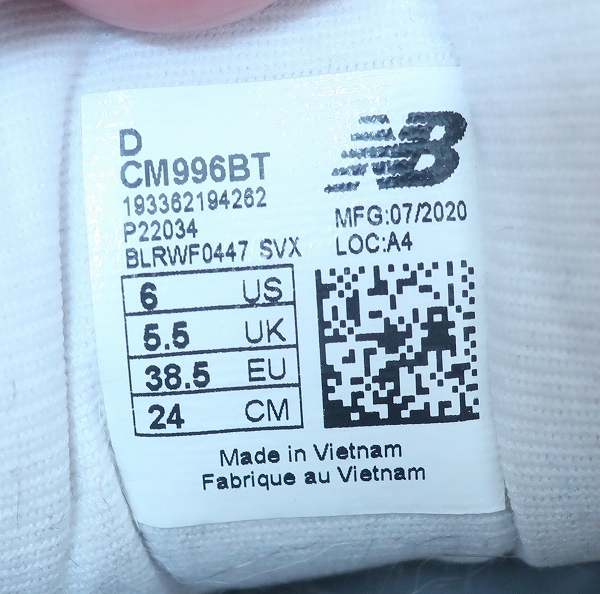 D
CM996BT
193362194262
P22034
BLRWF0447 SVX
NB
MFG:07/2020
LOC:A4
6 US
5.5 UK
38.5 EU
24 CM
Made in Vietnam
Fabrique au Vietnam